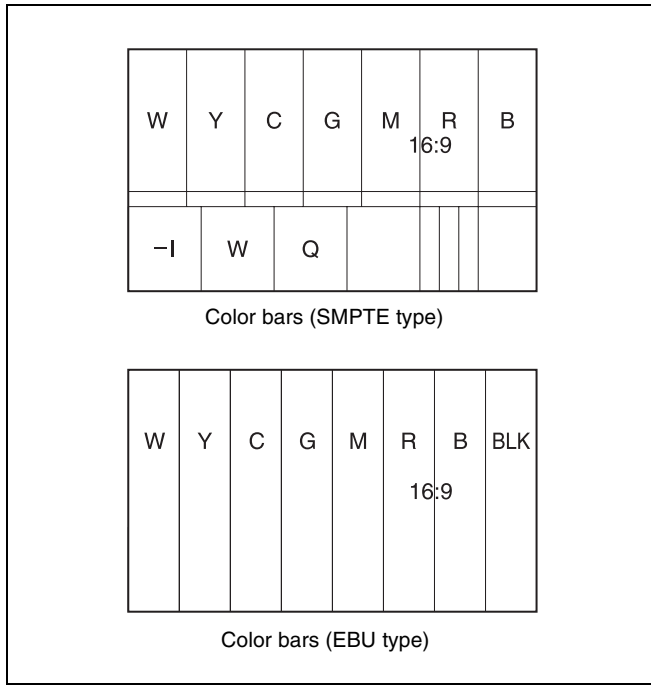 W Y C G M R B
16:9
–I W Q
Color bars (SMPTE type)
W Y C G M R B BLK
16:9
Color bars (EBU type)